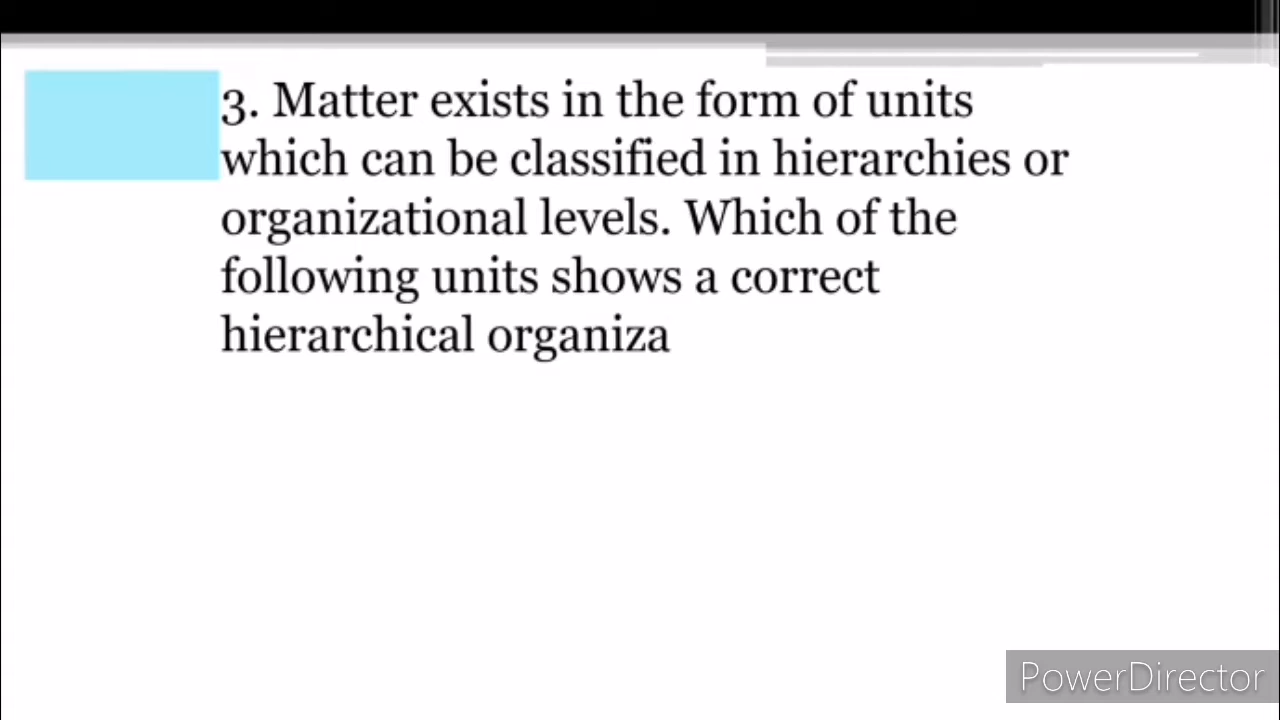 3. Matter exists in the form of units
which can be classified in hierarchies or
organizational levels. Which of the
following units shows a correct
hierarchical organiza
PowerDirector